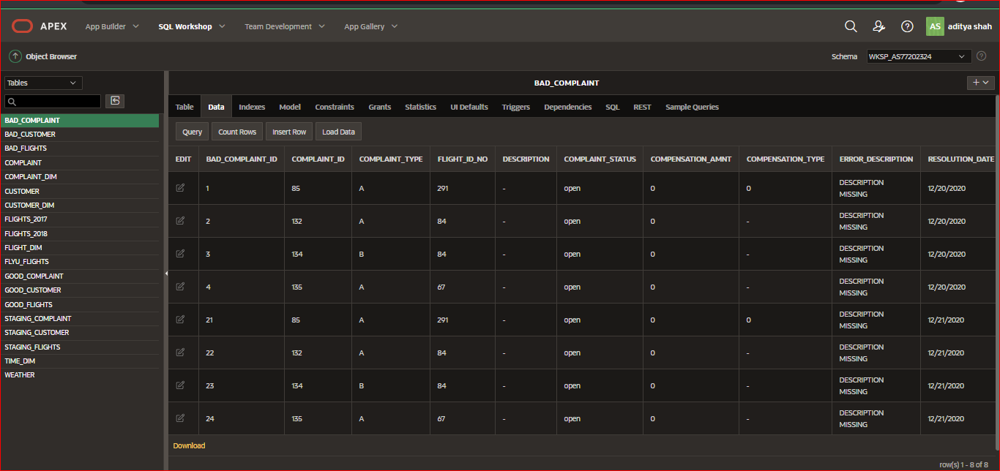 APEX App Builder SQL Workshop Team Development App Gallery AS aditya shah
Object Browser Schema WKSP_AS77202324
Tables
BAD_COMPLAINT
BAD_CUSTOMER
BAD_FLIGHTS
COMPLAINT
COMPLAINT_DIM
CUSTOMER
CUSTOMER_DIM
FLIGHTS_2017
FLIGHTS_2018
FLIGHT_DIM
FLYU_FLIGHTS
GOOD_COMPLAINT
GOOD_CUSTOMER
GOOD_FLIGHTS
STAGING_COMPLAINT
STAGING_CUSTOMER
STAGING_FLIGHTS
TIME_DIM
WEATHER
BAD_COMPLAINT
Table Data Indexes Model Constraints Grants Statistics UI Defaults Triggers Dependencies SQL REST Sample Queries
Query Count Rows Insert Row Load Data
EDIT BAD_COMPLAINT_ID COMPLAINT_ID COMPLAINT_TYPE FLIGHT_ID_NO DESCRIPTION COMPLAINT_STATUS COMPENSATION_AMNT COMPENSATION_TYPE ERROR_DESCRIPTION RESOLUTION_DATE
1 85 A 291 - open 0 0 DESCRIPTION MISSING 12/20/2020
2 132 A 84 - open 0 - DESCRIPTION MISSING 12/20/2020
3 134 B 84 - open 0 - DESCRIPTION MISSING 12/20/2020
4 135 A 67 - open 0 - DESCRIPTION MISSING 12/20/2020
21 85 A 291 - open 0 0 DESCRIPTION MISSING 12/21/2020
22 132 A 84 - open 0 - DESCRIPTION MISSING 12/21/2020
23 134 B 84 - open 0 - DESCRIPTION MISSING 12/21/2020
24 135 A 67 - open 0 - DESCRIPTION MISSING 12/21/2020
Download
row(s) 1 - 8 of 8